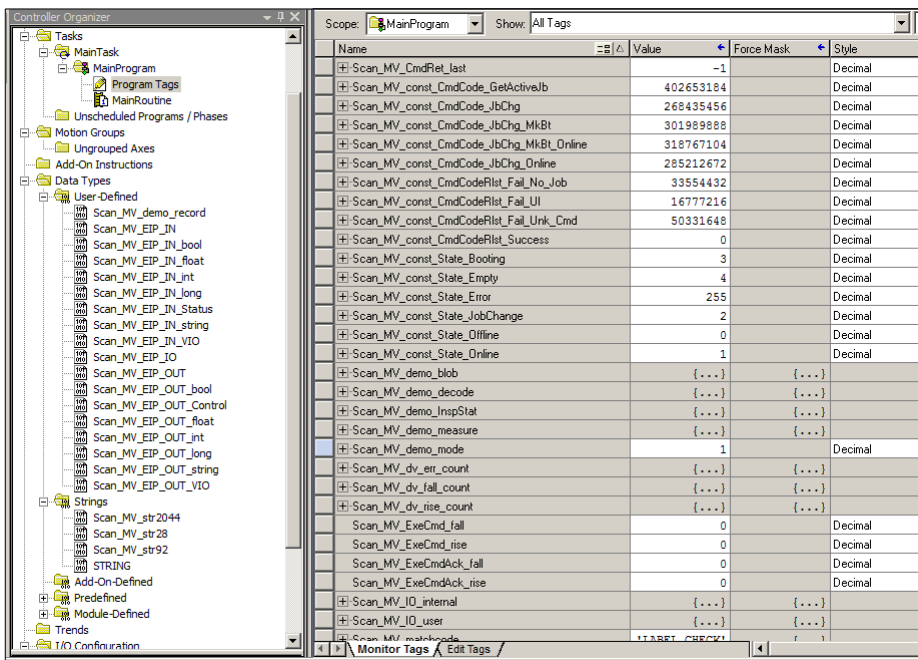 Controller Organizer
Tasks
MainTask
MainProgram
Program Tags
MainRoutine
Unscheduled Programs / Phases
Motion Groups
Ungrouped Axes
Add-On Instructions
Data Types
User-Defined
Scan_MV_demo_record
Scan_MV_EIP_IN
Scan_MV_EIP_IN_bool
Scan_MV_EIP_IN_float
Scan_MV_EIP_IN_int
Scan_MV_EIP_IN_long
Scan_MV_EIP_IN_Status
Scan_MV_EIP_IN_string
Scan_MV_EIP_IN_VIO
Scan_MV_EIP_IO
Scan_MV_EIP_OUT
Scan_MV_EIP_OUT_bool
Scan_MV_EIP_OUT_Control
Scan_MV_EIP_OUT_float
Scan_MV_EIP_OUT_int
Scan_MV_EIP_OUT_long
Scan_MV_EIP_OUT_string
Scan_MV_EIP_OUT_VIO
Strings
Scan_MV_str2044
Scan_MV_str28
Scan_MV_str92
STRING
Add-On-Defined
Predefined
Module-Defined
Trends
I/O Configuration
Scope: MainProgram Show: All Tags
Name Value Force Mask Style
Scan_MV_CmdRet_last -1 Decimal
Scan_MV_const_CmdCode_GetActiveJb 402653184 Decimal
Scan_MV_const_CmdCode_JbChg 268435456 Decimal
Scan_MV_const_CmdCode_JbChg_MkBt 301989888 Decimal
Scan_MV_const_CmdCode_JbChg_MkBt_Online 318767104 Decimal
Scan_MV_const_CmdCode_JbChg_Online 285212672 Decimal
Scan_MV_const_CmdCodeRlst_Fail_No_Job 33554432 Decimal
Scan_MV_const_CmdCodeRlst_Fail_UI 16777216 Decimal
Scan_MV_const_CmdCodeRlst_Fail_Unk_Cmd 50331648 Decimal
Scan_MV_const_CmdCodeRlst_Success 0 Decimal
Scan_MV_const_State_Booting 3 Decimal
Scan_MV_const_State_Empty 4 Decimal
Scan_MV_const_State_Error 255 Decimal
Scan_MV_const_State_JobChange 2 Decimal
Scan_MV_const_State_Offline 0 Decimal
Scan_MV_const_State_Online 1 Decimal
Scan_MV_demo_blob {...} {...}
Scan_MV_demo_decode {...} {...}
Scan_MV_demo_InspStat {...} {...}
Scan_MV_demo_measure {...} {...}
Scan_MV_demo_mode 1 Decimal
Scan_MV_dv_err_count {...} {...}
Scan_MV_dv_fall_count {...} {...}
Scan_MV_dv_rise_count {...} {...}
Scan_MV_ExeCmd_fall 0 Decimal
Scan_MV_ExeCmd_rise 0 Decimal
Scan_MV_ExeCmdAck_fall 0 Decimal
Scan_MV_ExeCmdAck_rise 0 Decimal
Scan_MV_IO_internal {...} {...}
Scan_MV_IO_user {...} {...}
Scan_MV_matchcode 'LABEL CHECK'
Monitor Tags Edit Tags